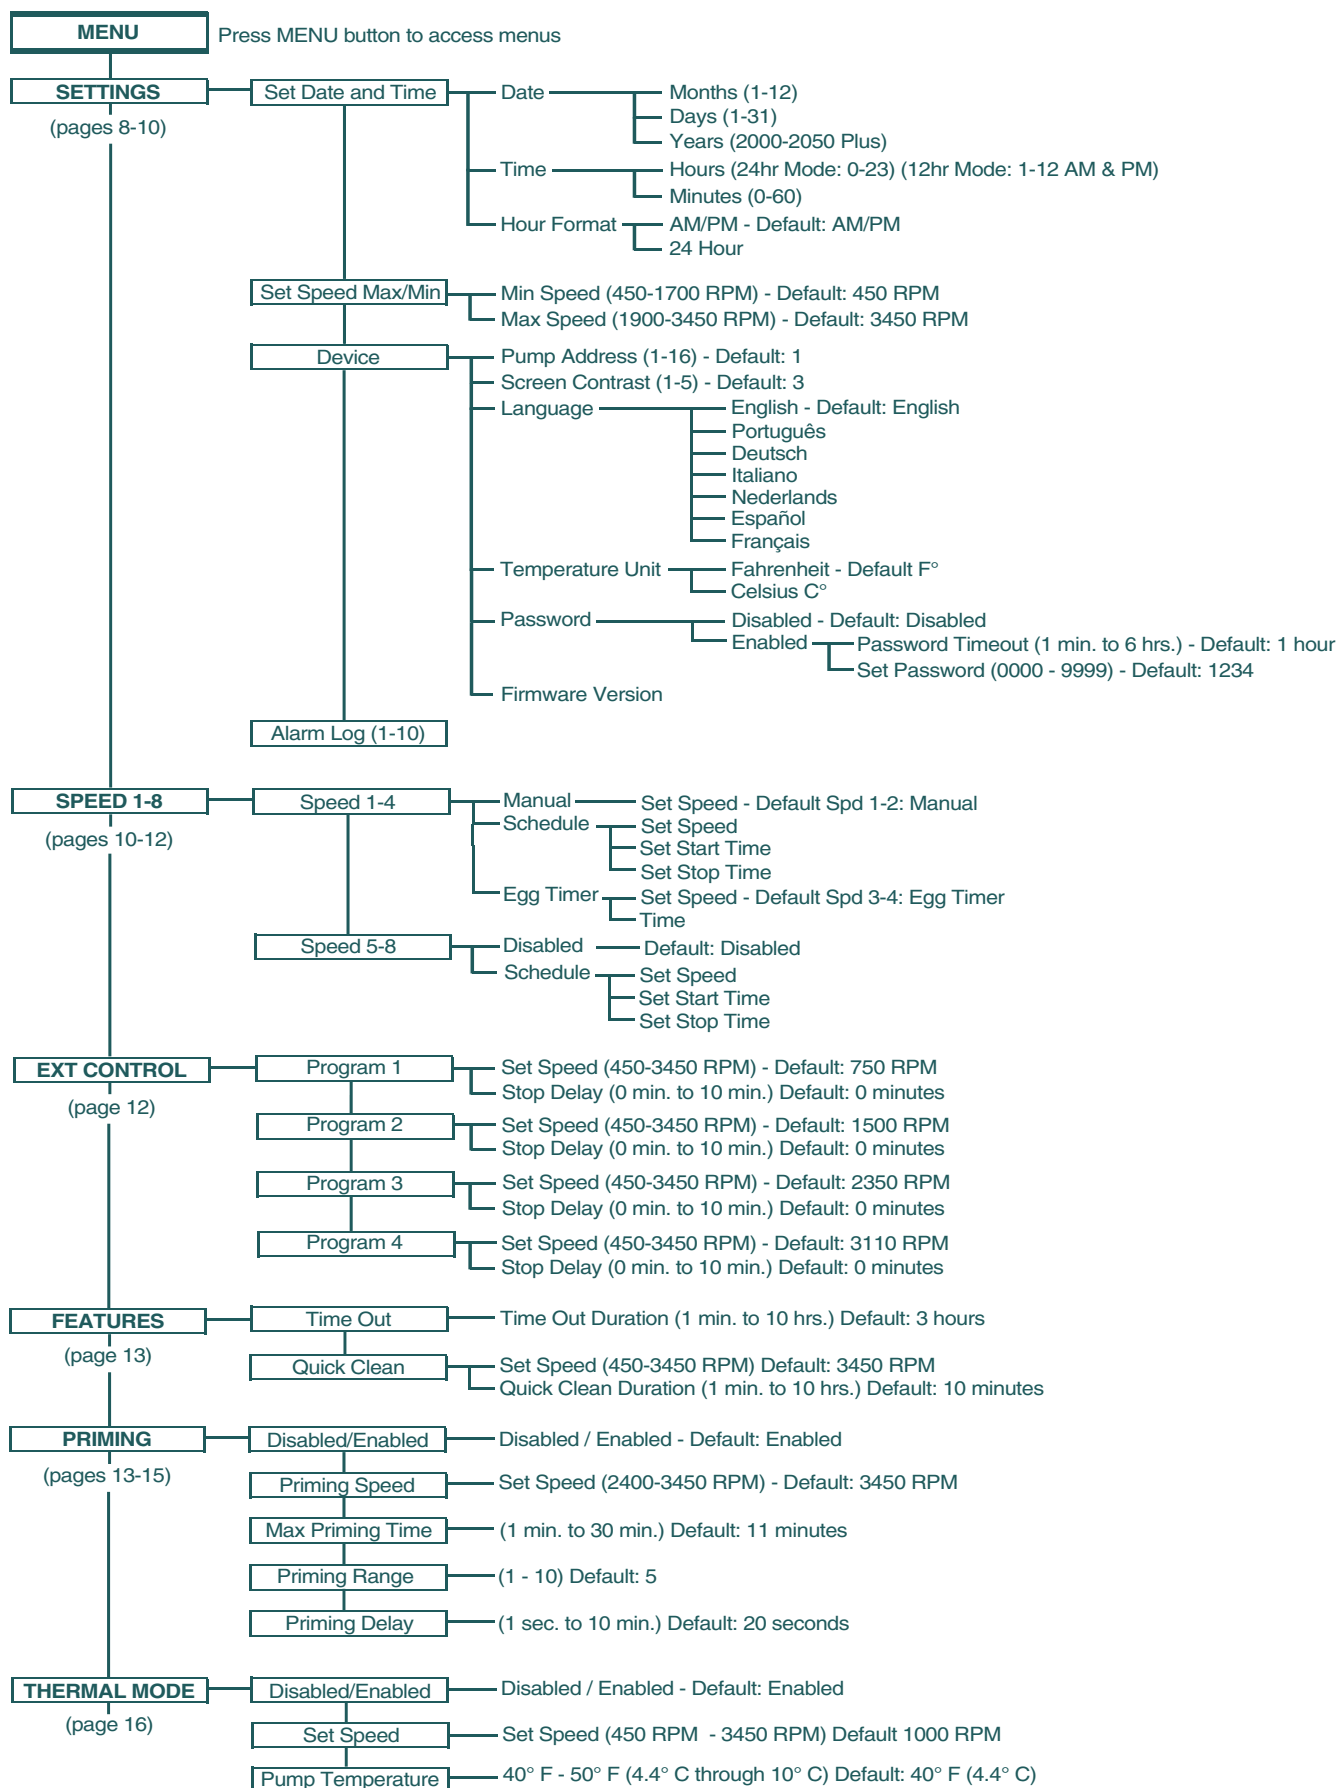 MENU Press MENU button to access menus
SETTINGS Set Date and Time Date Months (1-12)
(pages 8-10) Days (1-31)
Years (2000-2050 Plus)
Time Hours (24hr Mode: 0-23) (12hr Mode: 1-12 AM & PM)
Minutes (0-60)
Hour Format AM/PM - Default: AM/PM
24 Hour
Set Speed Max/Min Min Speed (450-1700 RPM) - Default: 450 RPM
Max Speed (1900-3450 RPM) - Default: 3450 RPM
Device Pump Address (1-16) - Default: 1
Screen Contrast (1-5) - Default: 3
Language English - Default: English
Português
Deutsch
Italiano
Nederlands
Español
Français
Temperature Unit Fahrenheit - Default F°
Celsius C°
Password Disabled - Default: Disabled
Enabled Password Timeout (1 min. to 6 hrs.) - Default: 1 hour
Set Password (0000 - 9999) - Default: 1234
Firmware Version
Alarm Log (1-10)
SPEED 1-8 Speed 1-4 Manual Set Speed - Default Spd 1-2: Manual
(pages 10-12) Schedule Set Speed
Set Start Time
Set Stop Time
Egg Timer Set Speed - Default Spd 3-4: Egg Timer
Time
Speed 5-8 Disabled Default: Disabled
Schedule Set Speed
Set Start Time
Set Stop Time
EXT CONTROL Program 1 Set Speed (450-3450 RPM) - Default: 750 RPM
(page 12) Stop Delay (0 min. to 10 min.) Default: 0 minutes
Program 2 Set Speed (450-3450 RPM) - Default: 1500 RPM
Stop Delay (0 min. to 10 min.) Default: 0 minutes
Program 3 Set Speed (450-3450 RPM) - Default: 2350 RPM
Stop Delay (0 min. to 10 min.) Default: 0 minutes
Program 4 Set Speed (450-3450 RPM) - Default: 3110 RPM
Stop Delay (0 min. to 10 min.) Default: 0 minutes
FEATURES Time Out Time Out Duration (1 min. to 10 hrs.) Default: 3 hours
(page 13) Quick Clean Set Speed (450-3450 RPM) Default: 3450 RPM
Quick Clean Duration (1 min. to 10 hrs.) Default: 10 minutes
PRIMING Disabled/Enabled Disabled / Enabled - Default: Enabled
(pages 13-15) Priming Speed Set Speed (2400-3450 RPM) - Default: 3450 RPM
Max Priming Time (1 min. to 30 min.) Default: 11 minutes
Priming Range (1 - 10) Default: 5
Priming Delay (1 sec. to 10 min.) Default: 20 seconds
THERMAL MODE Disabled/Enabled Disabled / Enabled - Default: Enabled
(page 16) Set Speed Set Speed (450 RPM - 3450 RPM) Default 1000 RPM
Pump Temperature 40° F - 50° F (4.4° C through 10° C) Default: 40° F (4.4° C)